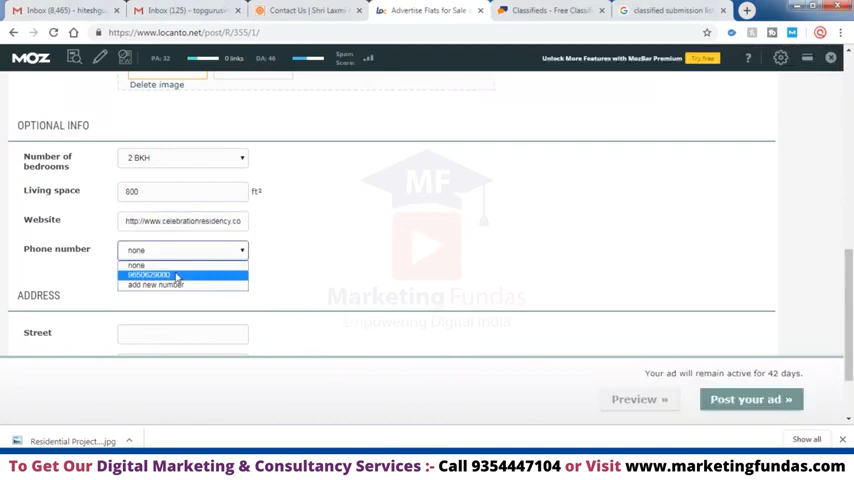 Inbox (8,465) - hiteshg
Inbox (125) - topgurus
Contact Us | Shri Laxmi
Advertise Flats for Sale
Classifieds - Free Classif
classified submission list
https://www.locanto.net/post/R/355/1/
MOZ
PA: 32
0 links
DA: 46
Spam Score:
Unlock More Features with MozBar Premium
Try free
Delete image
OPTIONAL INFO
Number of bedrooms
2 BKH
Living space
800
ft²
Website
http://www.celebrationresidency.co
Phone number
none
none
9650629000
add new number
ADDRESS
Street
MF
Marketing Fundas
Empowering Digital India
Your ad will remain active for 42 days.
Preview »
Post your ad »
Residential Project....jpg
Show all
To Get Our Digital Marketing & Consultancy Services :- Call 9354447104 or Visit www.marketingfundas.com